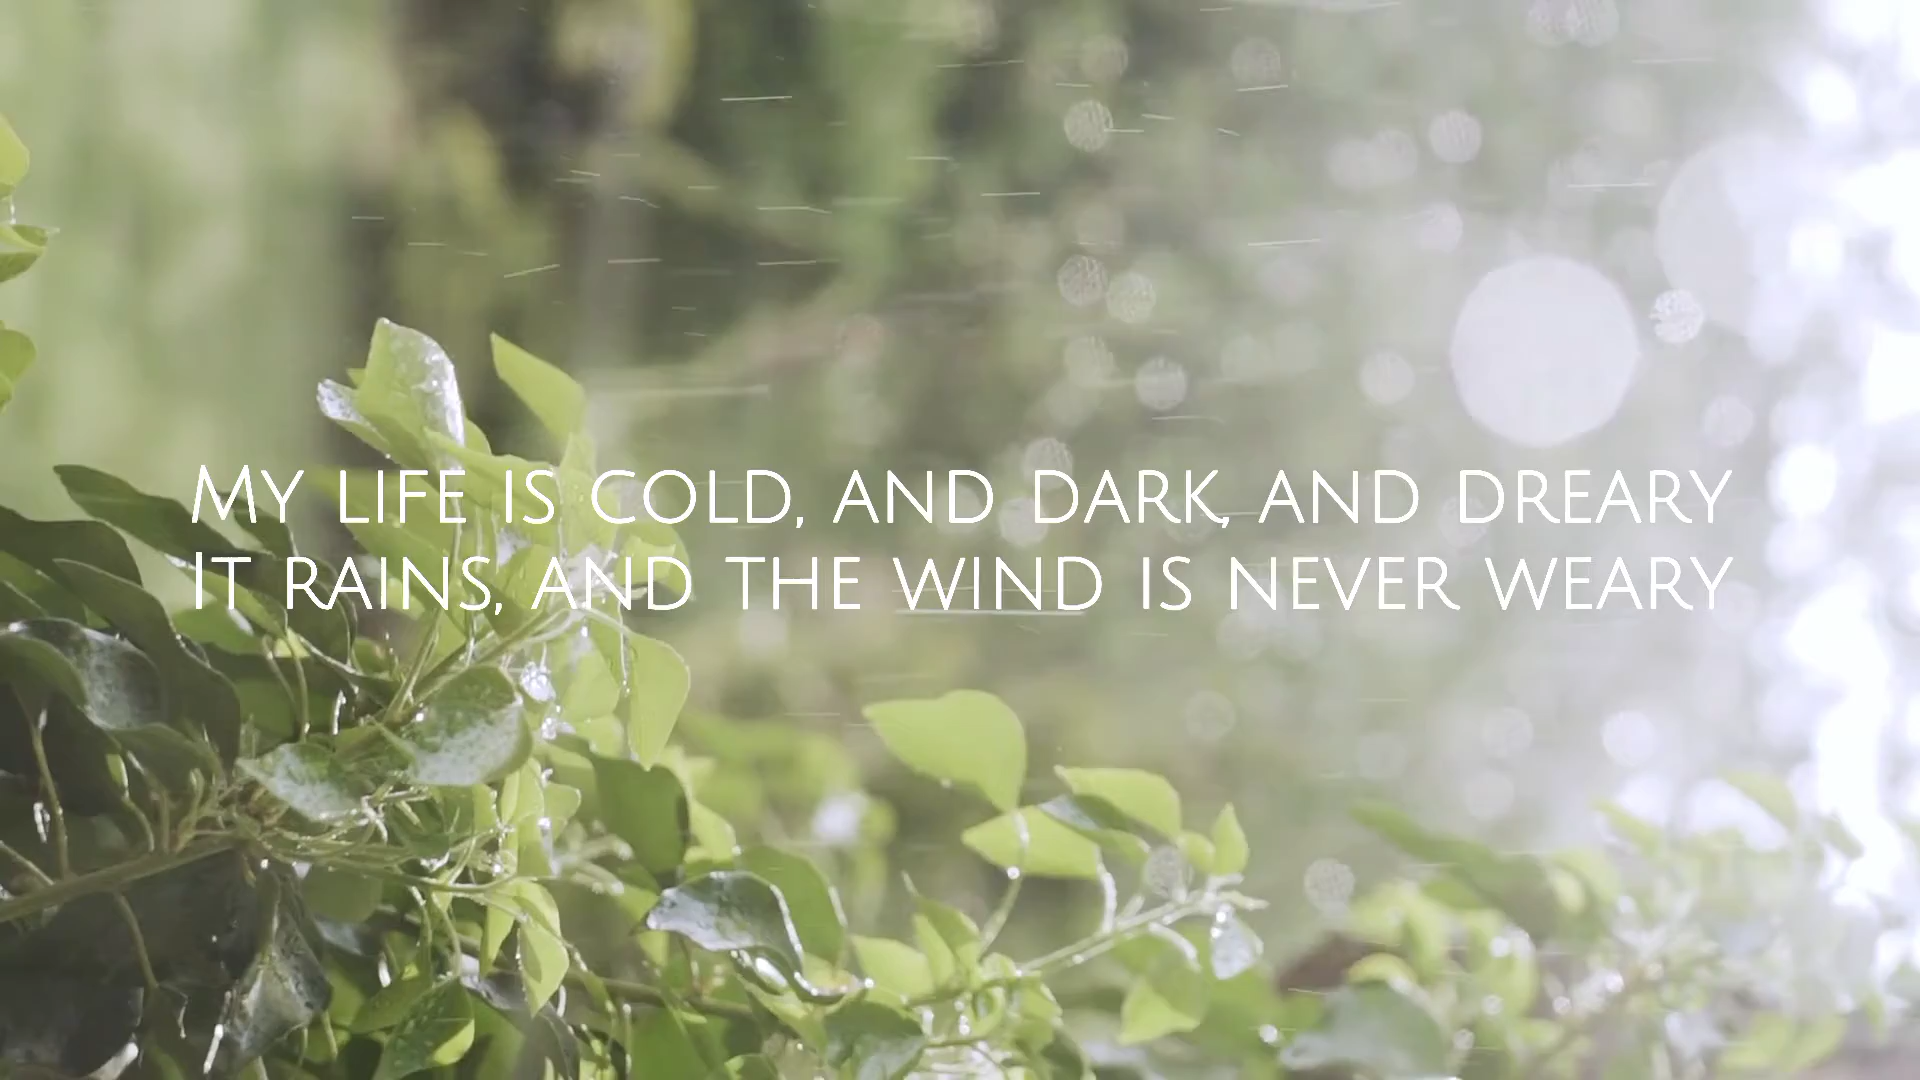 My life is cold, and dark, and dreary
It rains, and the wind is never weary